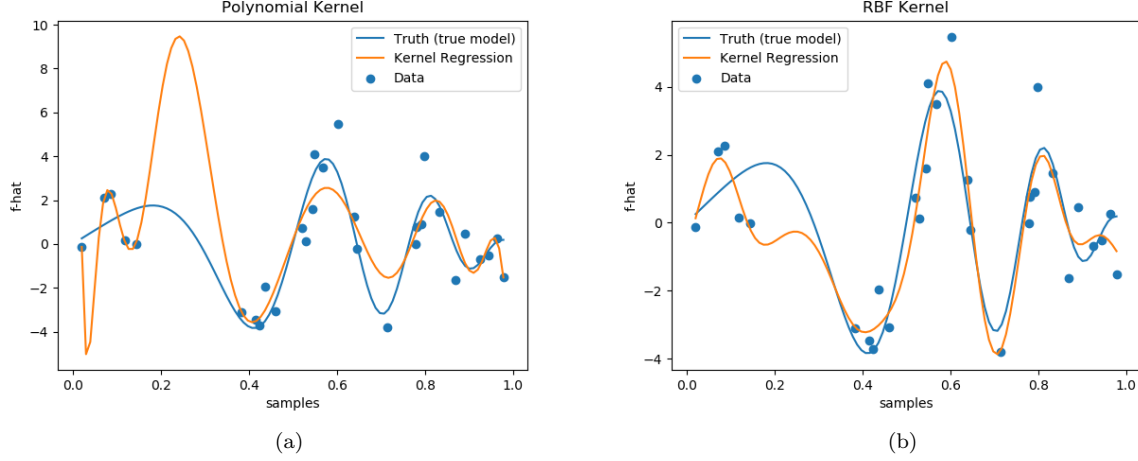 Polynomial Kernel
10
8
6
4
2
0
−2
−4
f-hat
0.0 0.2 0.4 0.6 0.8 1.0
samples
Truth (true model)
Kernel Regression
Data
(a)
RBF Kernel
4
2
0
−2
−4
f-hat
0.0 0.2 0.4 0.6 0.8 1.0
samples
Truth (true model)
Kernel Regression
Data
(b)